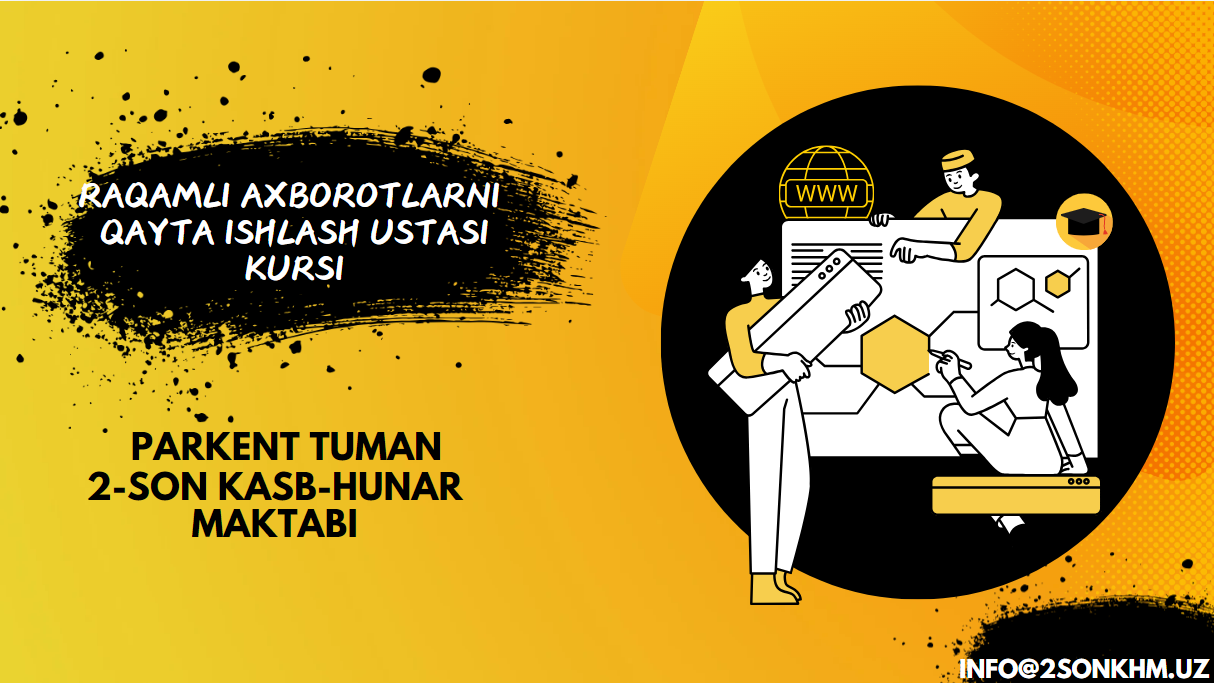 RAQAMLI AXBOROTLARNI
QAYTA ISHLASH USTASI
KURSI
WWW
PARKENT TUMAN
2-SON KASB-HUNAR
MAKTABI
INFO@2SONKHM.UZ